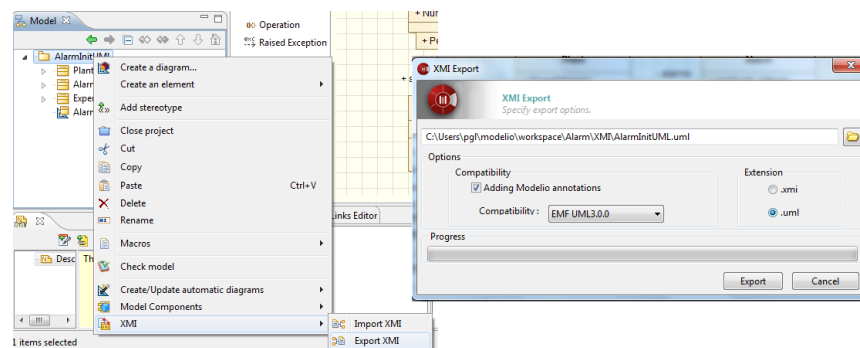 Model
AlarmInitUML
Plant
Alarm
Exper
Alarm
Create a diagram...
Create an element
Add stereotype
Close project
Cut
Copy
Paste Ctrl+V
Delete
Rename
Macros
Check model
Create/Update automatic diagrams
Model Components
XMI
Import XMI
Export XMI
Operation
Raised Exception
+ Nur
+ Pe
+ s
Links Editor
Desc Th
1 items selected
XMI Export
XMI Export
Specify export options.
C:\Users\pgl\modelio\workspace\Alarm\XMI\AlarmInitUML.uml
Options
Compatibility
Adding Modelio annotations
Compatibility: EMF UML3.0.0
Extension
.xmi
.uml
Progress
Export Cancel